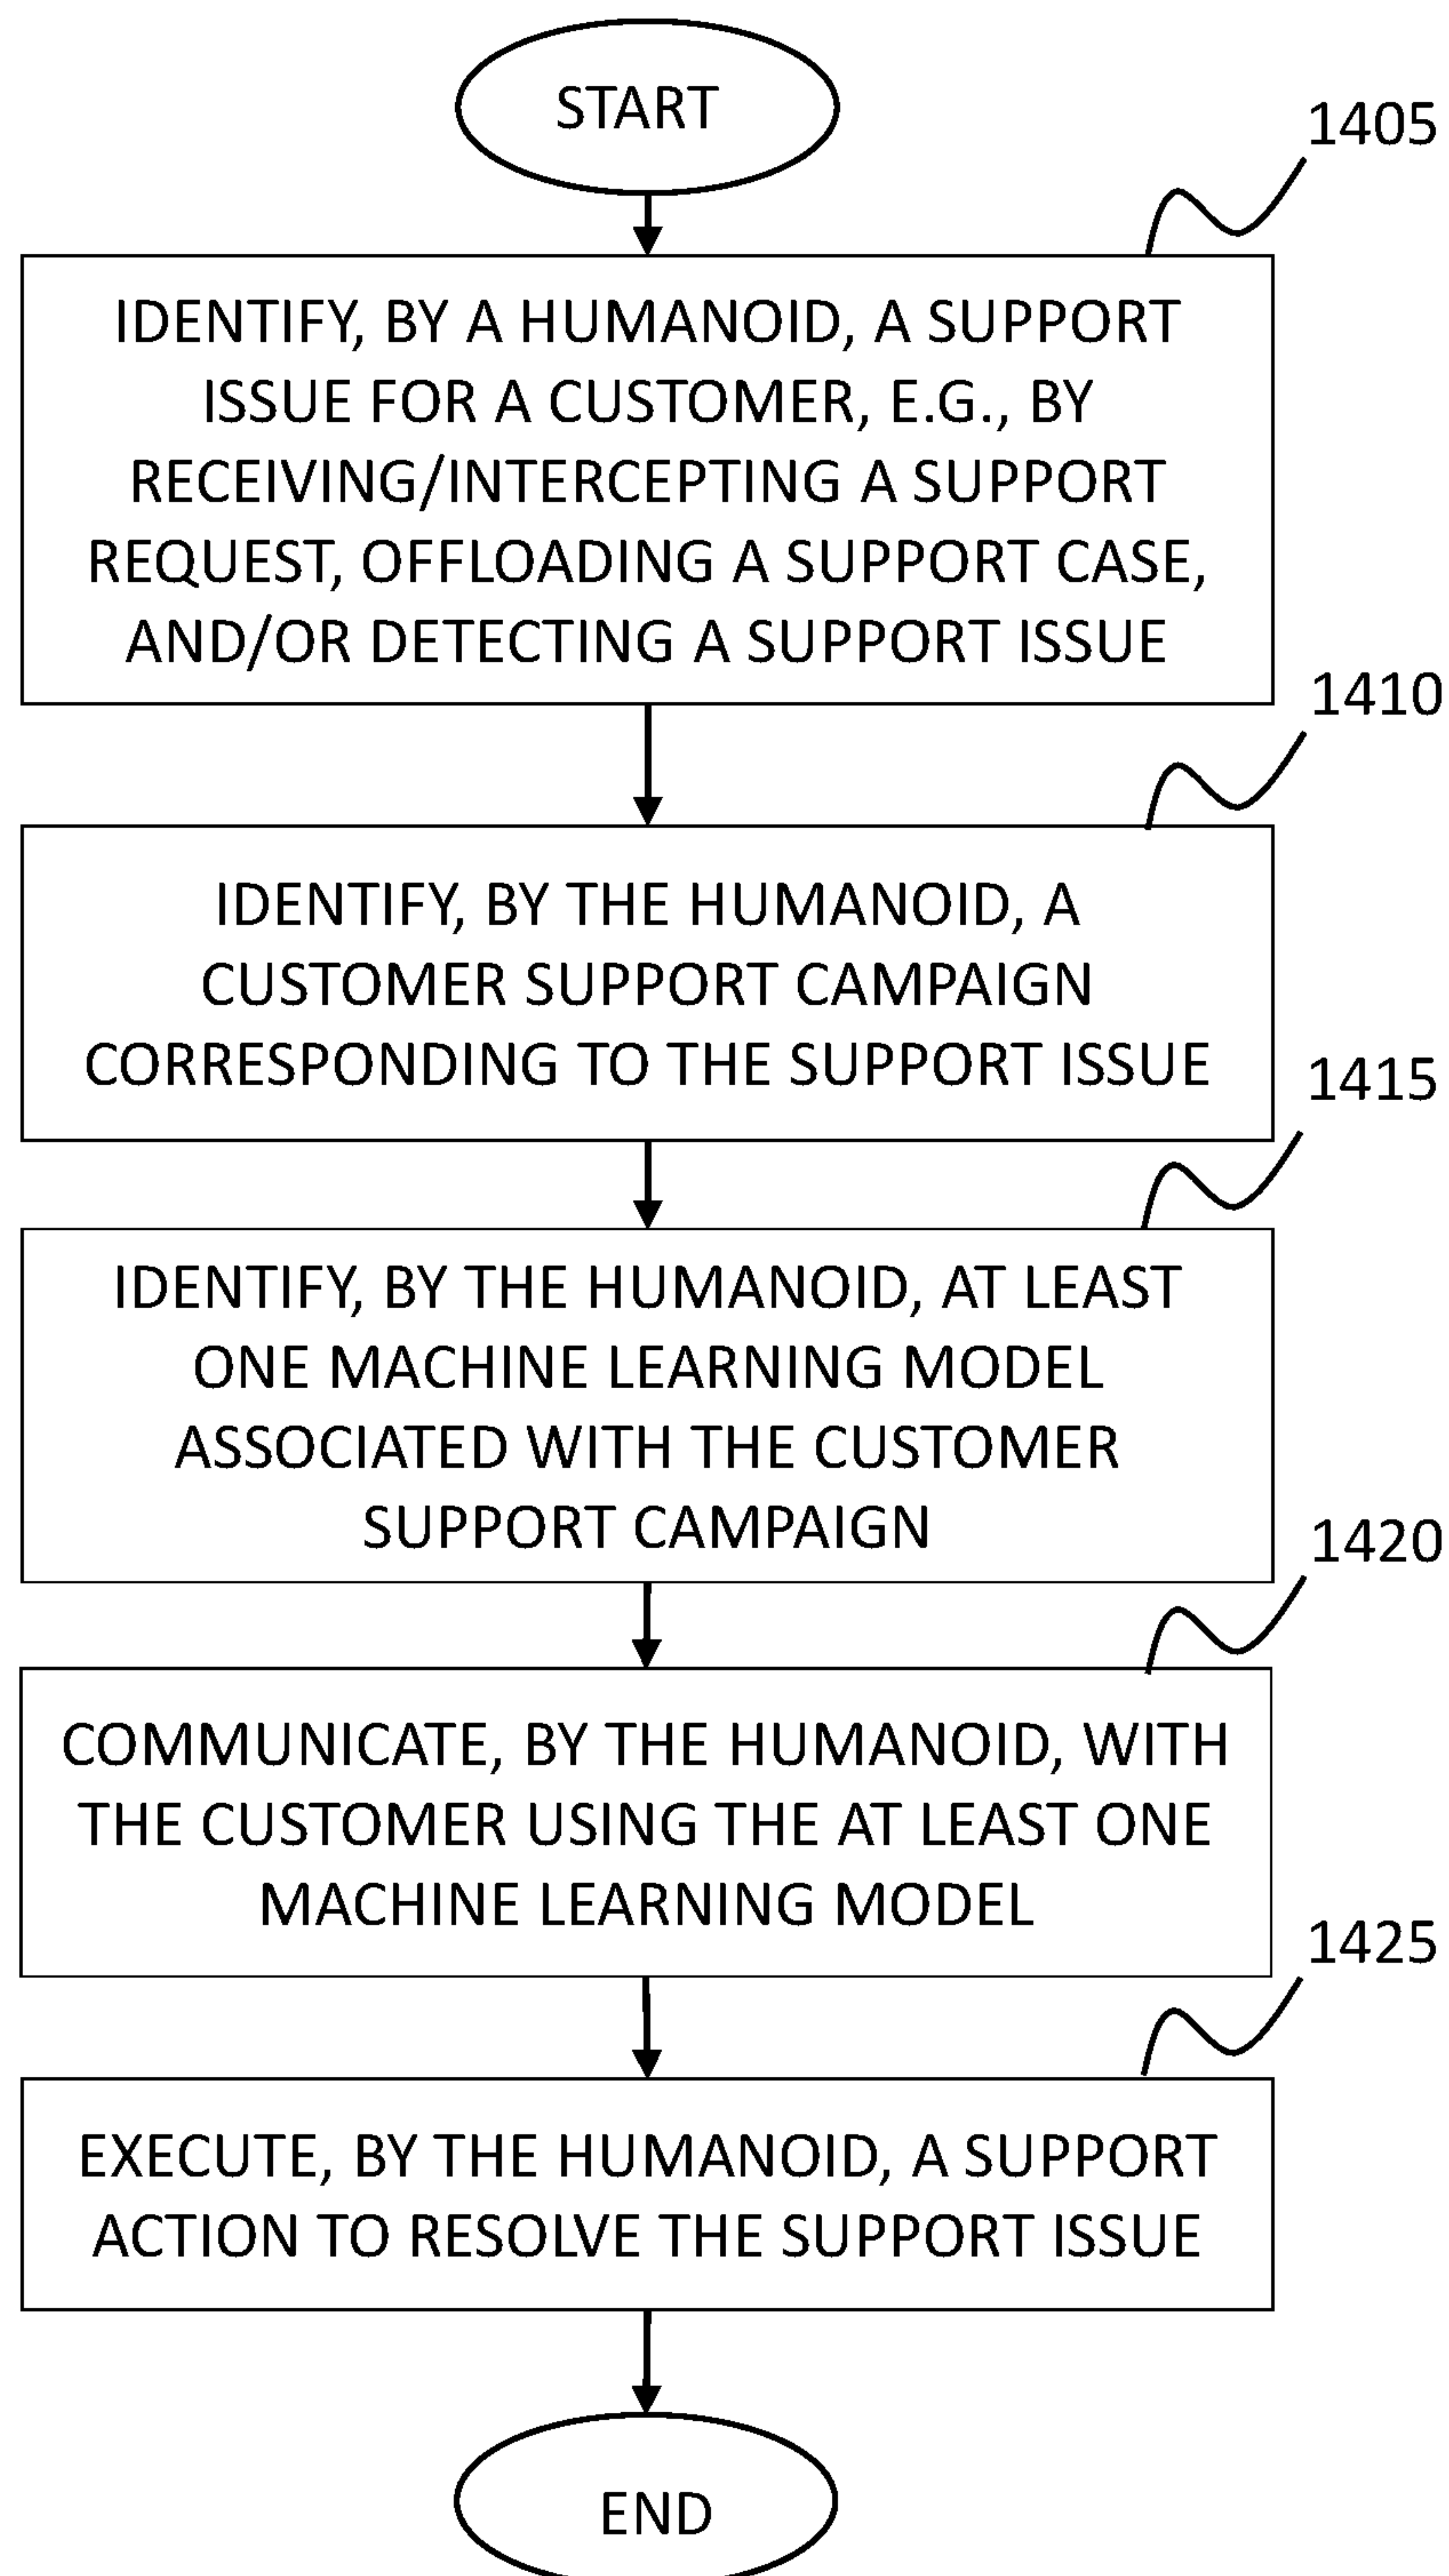 START
1405
IDENTIFY, BY A HUMANOID, A SUPPORT
ISSUE FOR A CUSTOMER, E.G., BY
RECEIVING/INTERCEPTING A SUPPORT
REQUEST, OFFLOADING A SUPPORT CASE,
AND/OR DETECTING A SUPPORT ISSUE
1410
IDENTIFY, BY THE HUMANOID, A
CUSTOMER SUPPORT CAMPAIGN
CORRESPONDING TO THE SUPPORT ISSUE
1415
IDENTIFY, BY THE HUMANOID, AT LEAST
ONE MACHINE LEARNING MODEL
ASSOCIATED WITH THE CUSTOMER
SUPPORT CAMPAIGN
1420
COMMUNICATE, BY THE HUMANOID, WITH
THE CUSTOMER USING THE AT LEAST ONE
MACHINE LEARNING MODEL
1425
EXECUTE, BY THE HUMANOID, A SUPPORT
ACTION TO RESOLVE THE SUPPORT ISSUE
END